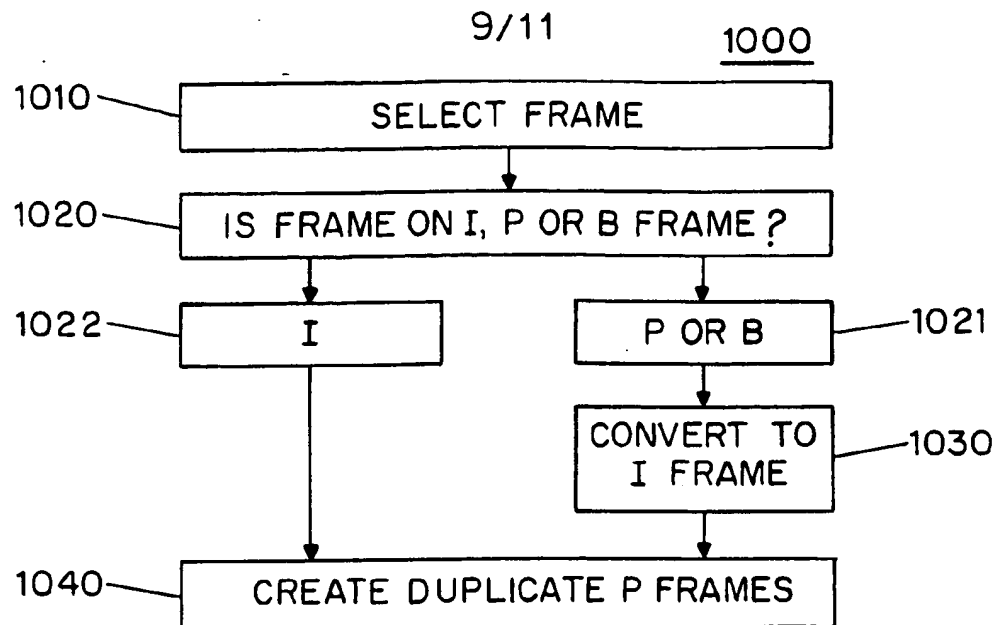 9/11
1000
1010
SELECT FRAME
1020
IS FRAME ON I, P OR B FRAME?
1022
I
P OR B
1021
CONVERT TO
I FRAME
1030
1040
CREATE DUPLICATE P FRAMES